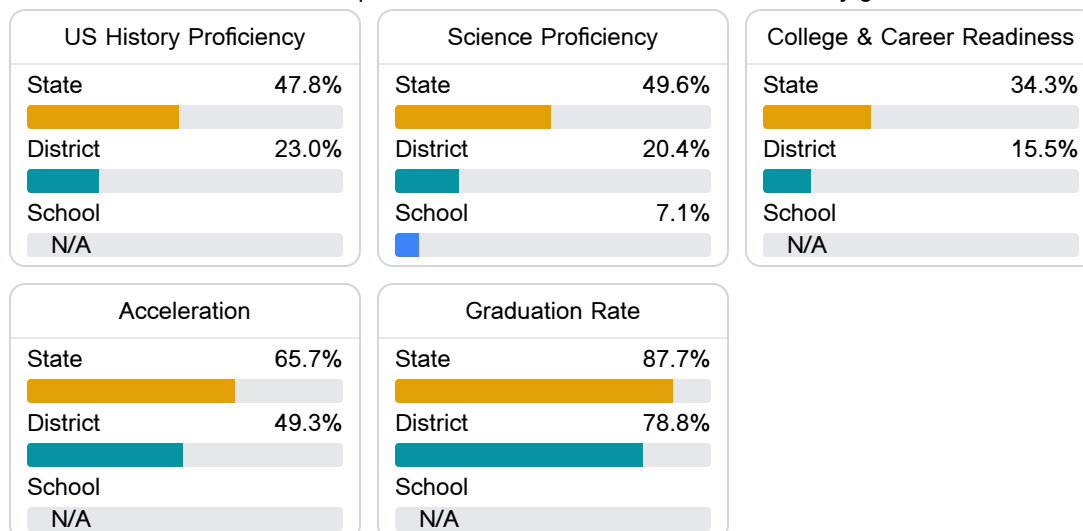 US History Proficiency
State 47.8%
District 23.0%
School
N/A
Science Proficiency
State 49.6%
District 20.4%
School 7.1%
College & Career Readiness
State 34.3%
District 15.5%
School
N/A
Acceleration
State 65.7%
District 49.3%
School
N/A
Graduation Rate
State 87.7%
District 78.8%
School
N/A